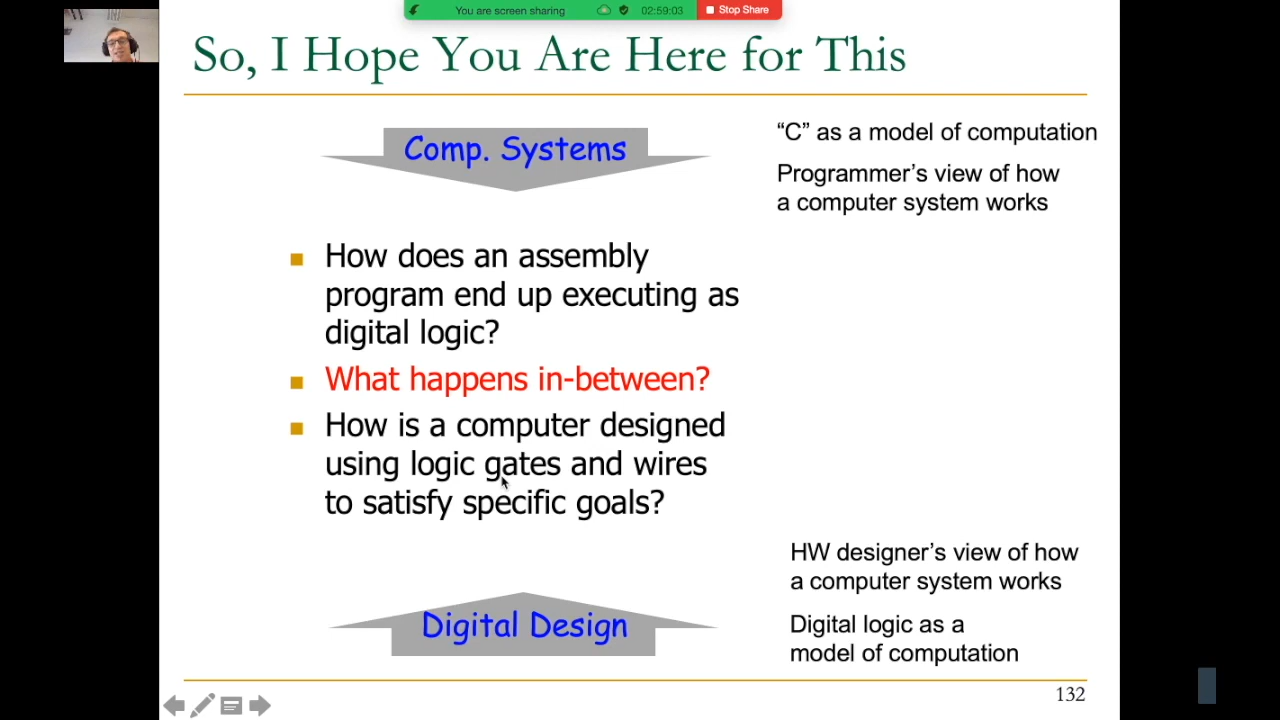 You are screen sharing
02:59:03
Stop Share
So, I Hope You Are Here for This
Comp. Systems
“C” as a model of computation
Programmer’s view of how
a computer system works
How does an assembly
program end up executing as
digital logic?
What happens in-between?
How is a computer designed
using logic gates and wires
to satisfy specific goals?
HW designer’s view of how
a computer system works
Digital Design
Digital logic as a
model of computation
132